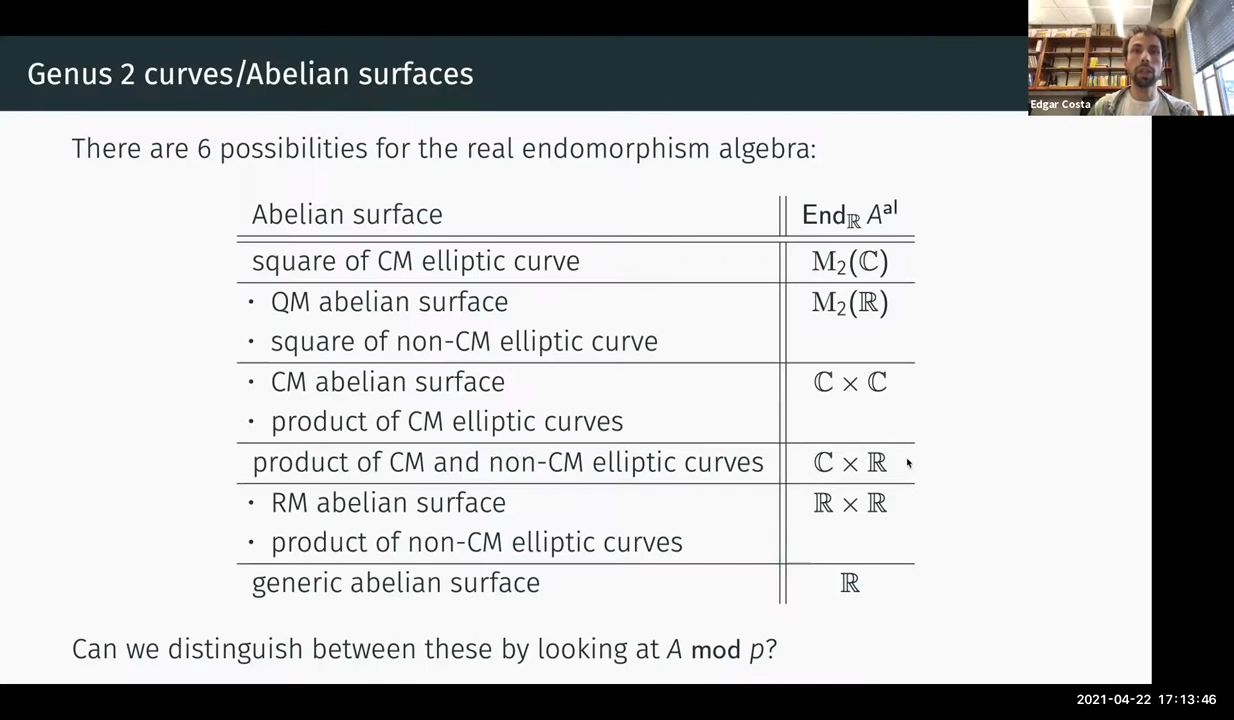 Genus 2 curves/Abelian surfaces
Edgar Costa
There are 6 possibilities for the real endomorphism algebra:
Abelian surface End_ℝ A^al
square of CM elliptic curve M₂(ℂ)
· QM abelian surface M₂(ℝ)
· square of non-CM elliptic curve
· CM abelian surface ℂ × ℂ
· product of CM elliptic curves
product of CM and non-CM elliptic curves ℂ × ℝ
· RM abelian surface ℝ × ℝ
· product of non-CM elliptic curves
generic abelian surface ℝ
Can we distinguish between these by looking at A mod p?
2021-04-22 17:13:46